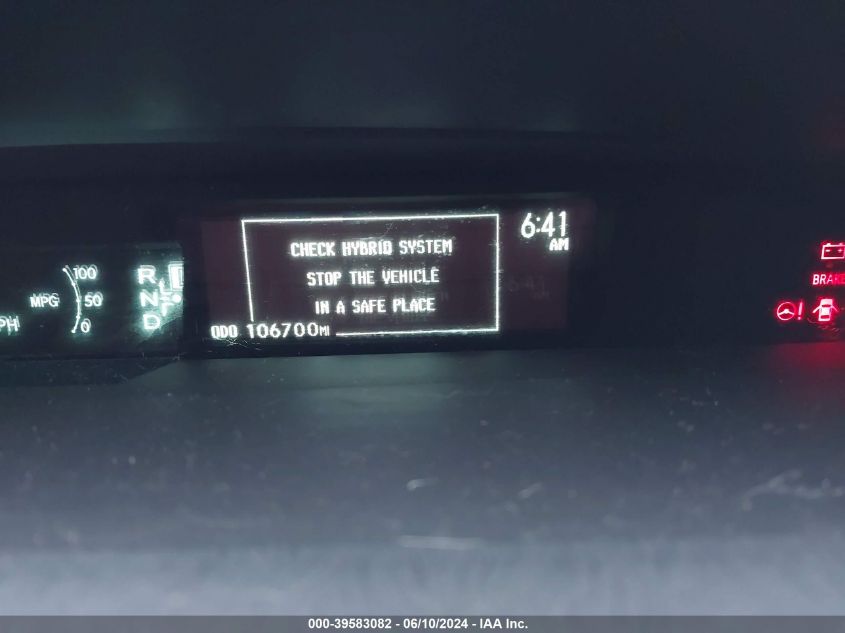 6:41
AM
CHECK HYBRID SYSTEM
STOP THE VEHICLE
IN A SAFE PLACE
ODO 106700MI
100
MPG 50
0
R
N
D
BRAKE
!
000-39583082 - 06/10/2024 - IAA Inc.